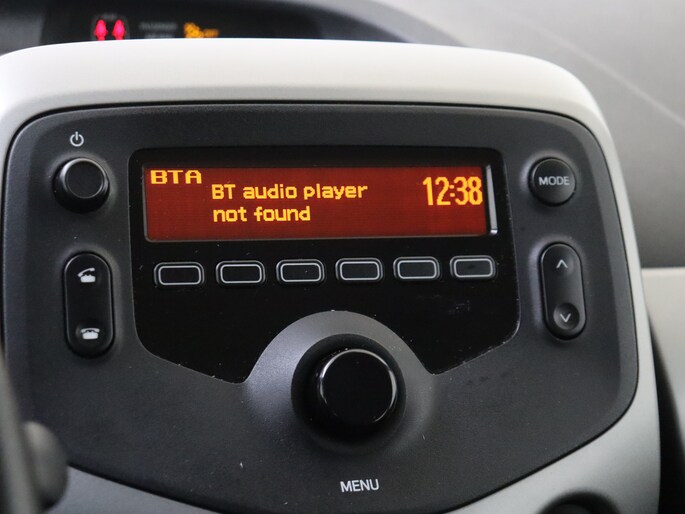 BTA
BT audio player
not found
12:38
MODE
MENU